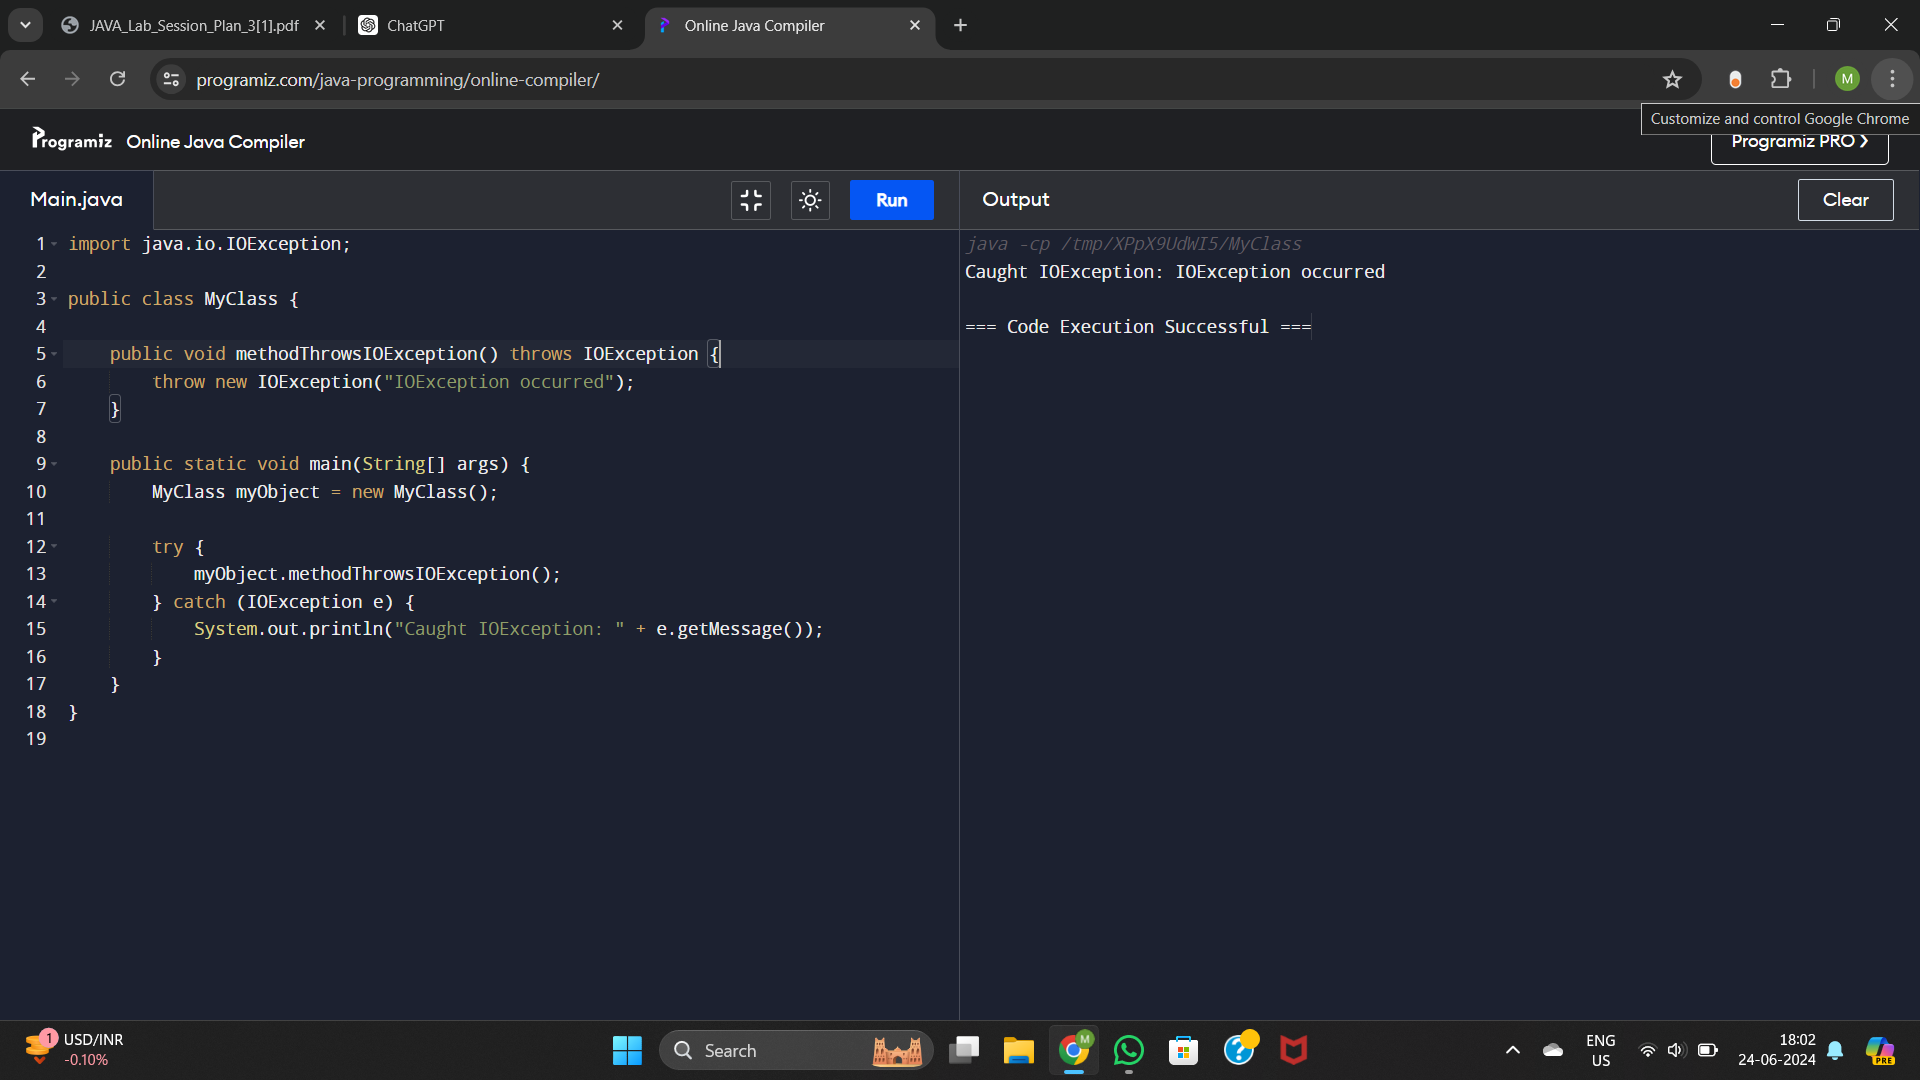 JAVA_Lab_Session_Plan_3[1].pdf
ChatGPT
Online Java Compiler
programiz.com/java-programming/online-compiler/
M
Customize and control Google Chrome
Programiz Online Java Compiler
Programiz PRO
Main.java
Run
Output
Clear
1 import java.io.IOException;
2
3 public class MyClass {
4
5 public void methodThrowsIOException() throws IOException {
6 throw new IOException("IOException occurred");
7 }
8
9 public static void main(String[] args) {
10 MyClass myObject = new MyClass();
11
12 try {
13 myObject.methodThrowsIOException();
14 } catch (IOException e) {
15 System.out.println("Caught IOException: " + e.getMessage());
16 }
17 }
18 }
19
java -cp /tmp/XPpX9UdWI5/MyClass
Caught IOException: IOException occurred
=== Code Execution Successful ===
1
USD/INR
-0.10%
Search
M
ENG
US
18:02
24-06-2024
PRE